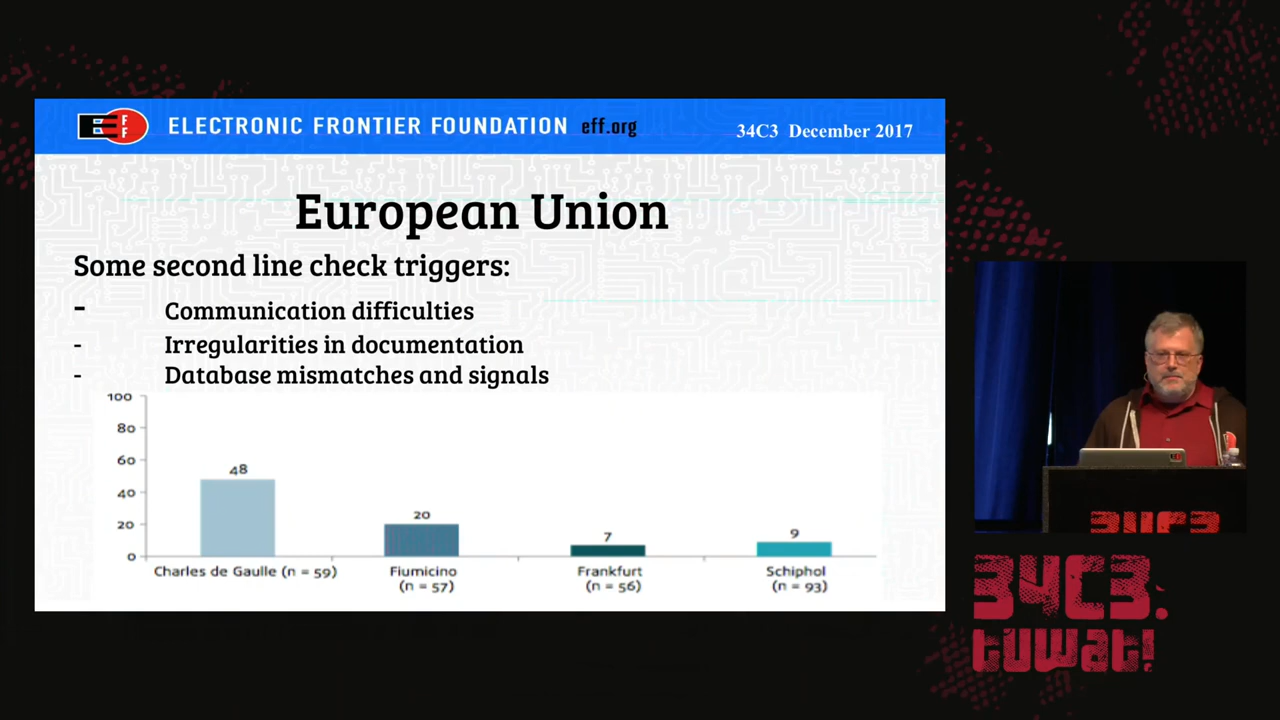 EFF
ELECTRONIC FRONTIER FOUNDATION eff.org
34C3 December 2017
European Union
Some second line check triggers:
- Communication difficulties
- Irregularities in documentation
- Database mismatches and signals
100
80
60
40
20
0
48
20
7
9
Charles de Gaulle (n = 59)
Fiumicino
(n = 57)
Frankfurt
(n = 56)
Schiphol
(n = 93)
34C3
34C3.
tuwat!